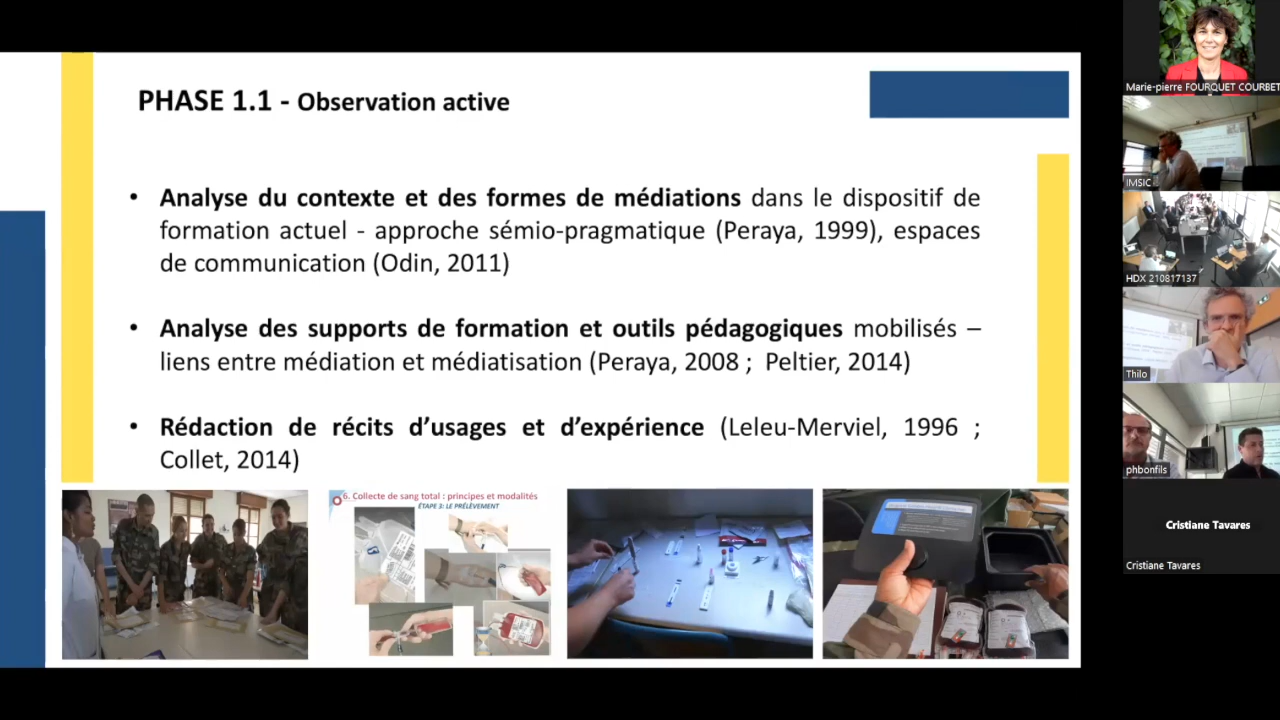 PHASE 1.1 - Observation active
• Analyse du contexte et des formes de médiations dans le dispositif de
formation actuel - approche sémio-pragmatique (Peraya, 1999), espaces
de communication (Odin, 2011)
• Analyse des supports de formation et outils pédagogiques mobilisés –
liens entre médiation et médiatisation (Peraya, 2008 ; Peltier, 2014)
• Rédaction de récits d’usages et d’expérience (Leleu-Merviel, 1996 ;
Collet, 2014)
6. Collecte de sang total : principes et modalités
ÉTAPE 3: LE PRÉLÈVEMENT
Marie-pierre FOURQUET COURBET
IMSIC
HDX 210817137
Thilo
phbonfils
Cristiane Tavares
Cristiane Tavares